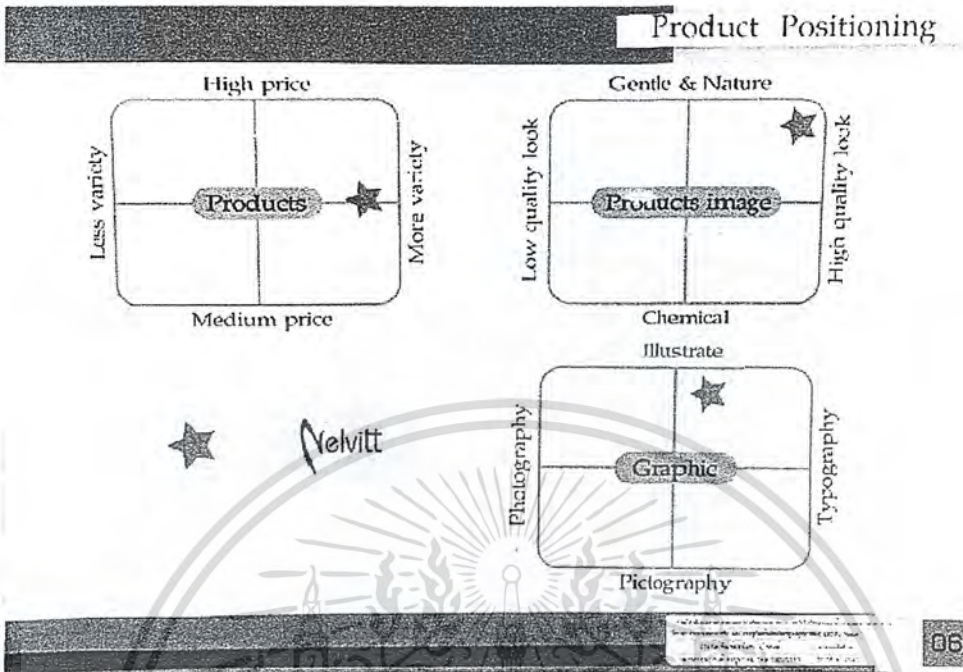 Product Positioning
High price
Less variety
Products
More variety
Medium price
Gentle & Nature
Low quality look
Products image
High quality look
Chemical
Illustrate
Photography
Graphic
Typography
Pictography
Nelvitt
06